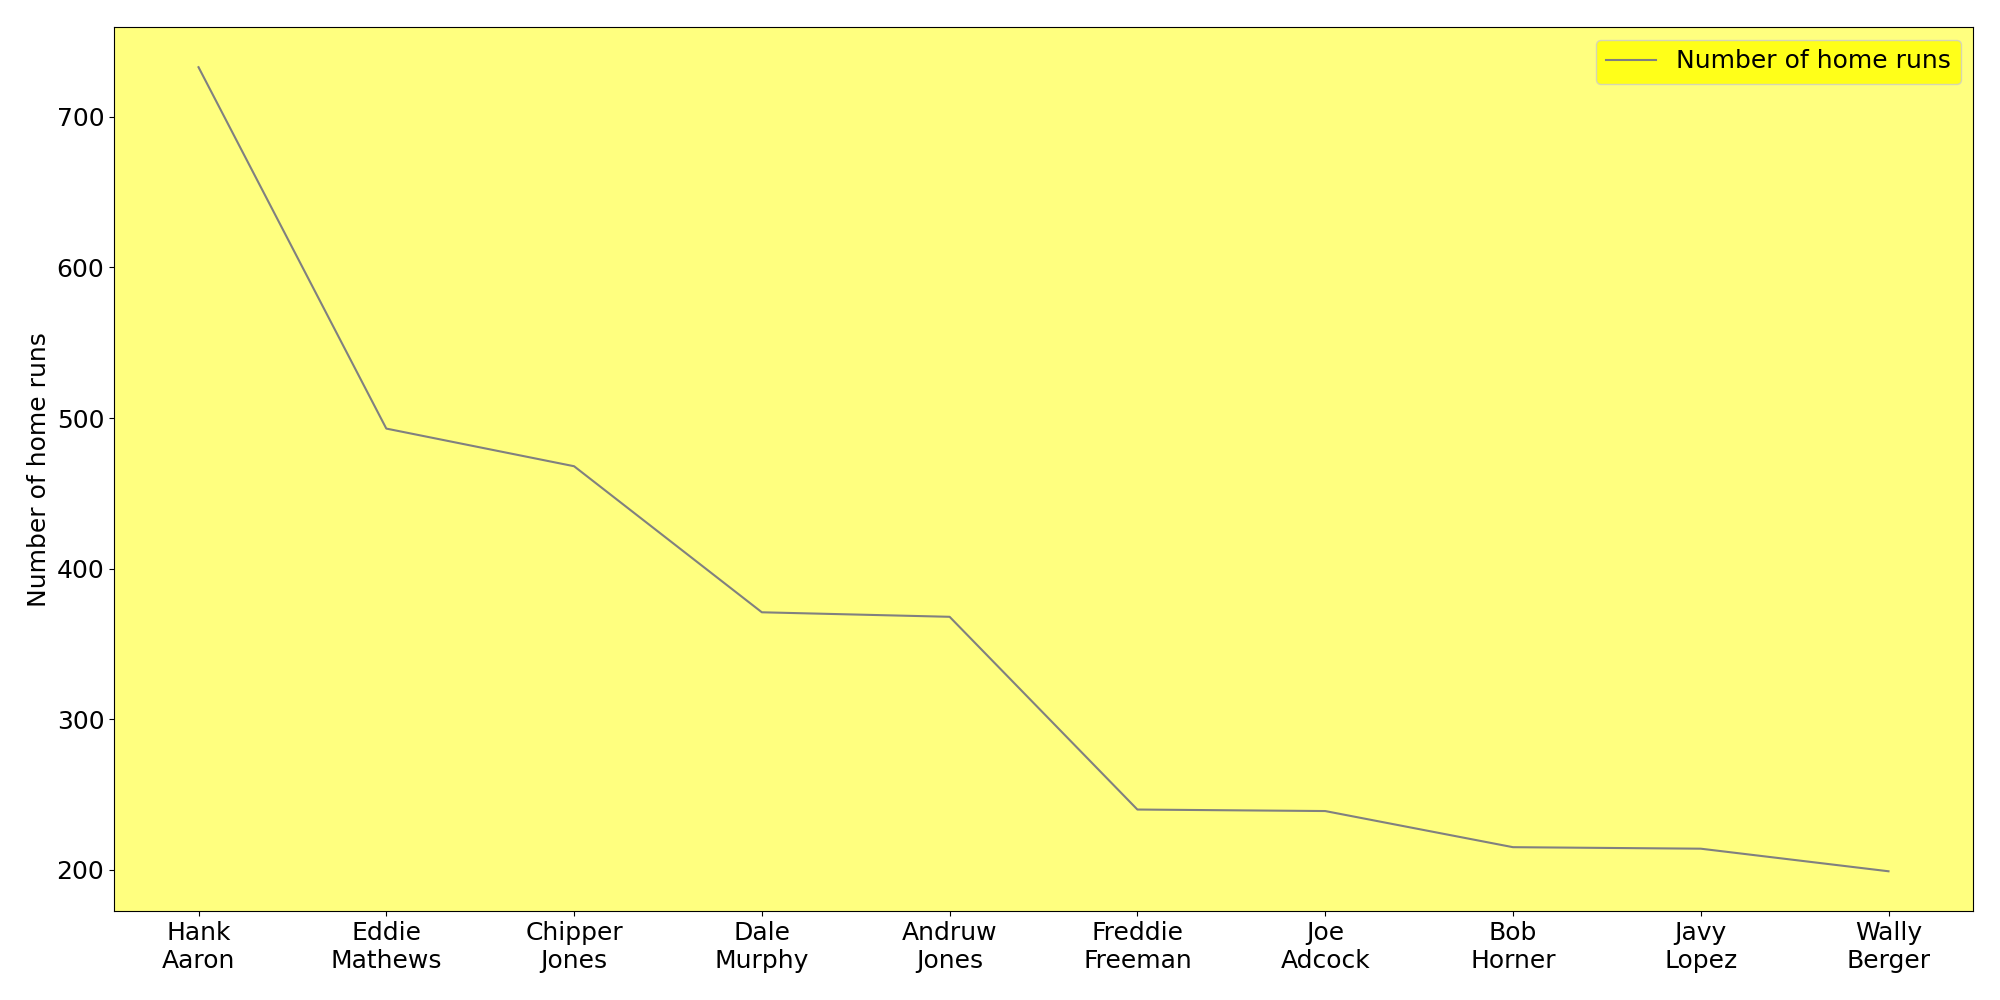 Number of home runs
700
600
500
400
300
200
Number of home runs
Hank
Aaron
Eddie
Mathews
Chipper
Jones
Dale
Murphy
Andruw
Jones
Freddie
Freeman
Joe
Adcock
Bob
Horner
Javy
Lopez
Wally
Berger